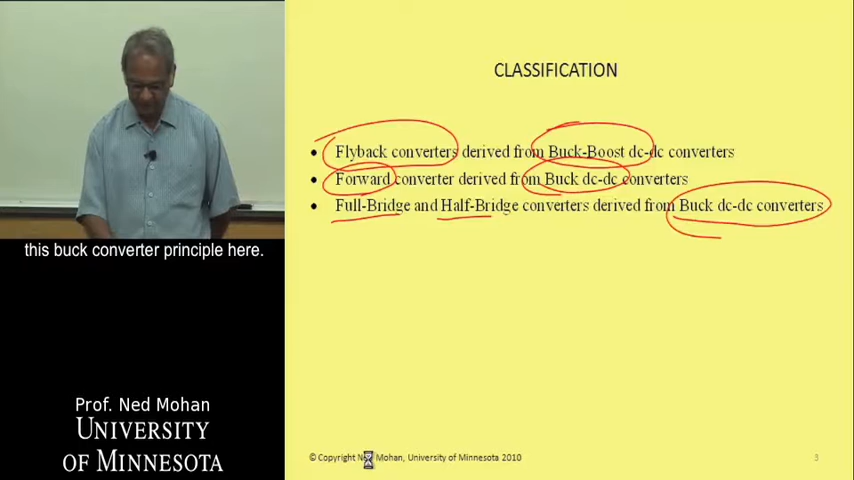 CLASSIFICATION
• Flyback converters derived from Buck-Boost dc-dc converters
• Forward converter derived from Buck dc-dc converters
• Full-Bridge and Half-Bridge converters derived from Buck dc-dc converters
this buck converter principle here.
Prof. Ned Mohan
UNIVERSITY
OF MINNESOTA
© Copyright Ned Mohan, University of Minnesota 2010
3